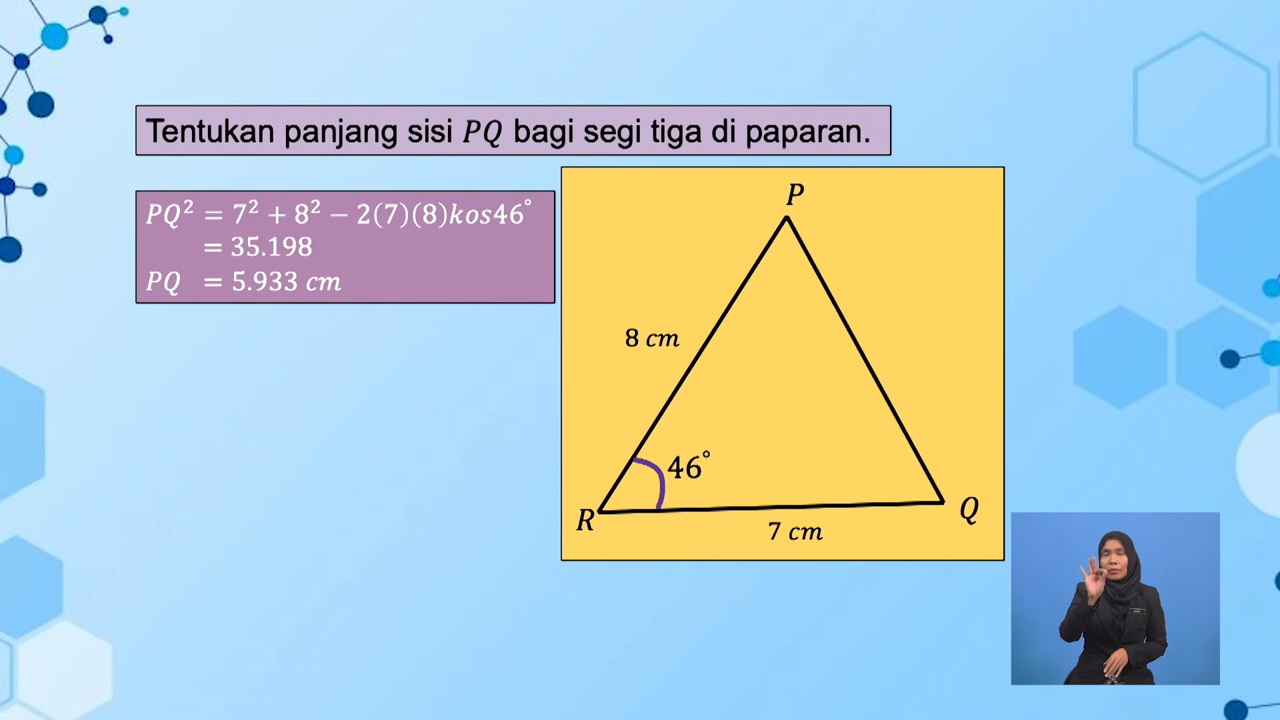 Tentukan panjang sisi PQ bagi segi tiga di paparan.
PQ² = 7² + 8² − 2(7)(8)kos46°
= 35.198
PQ = 5.933 cm
P
8 cm
46°
R
Q
7 cm